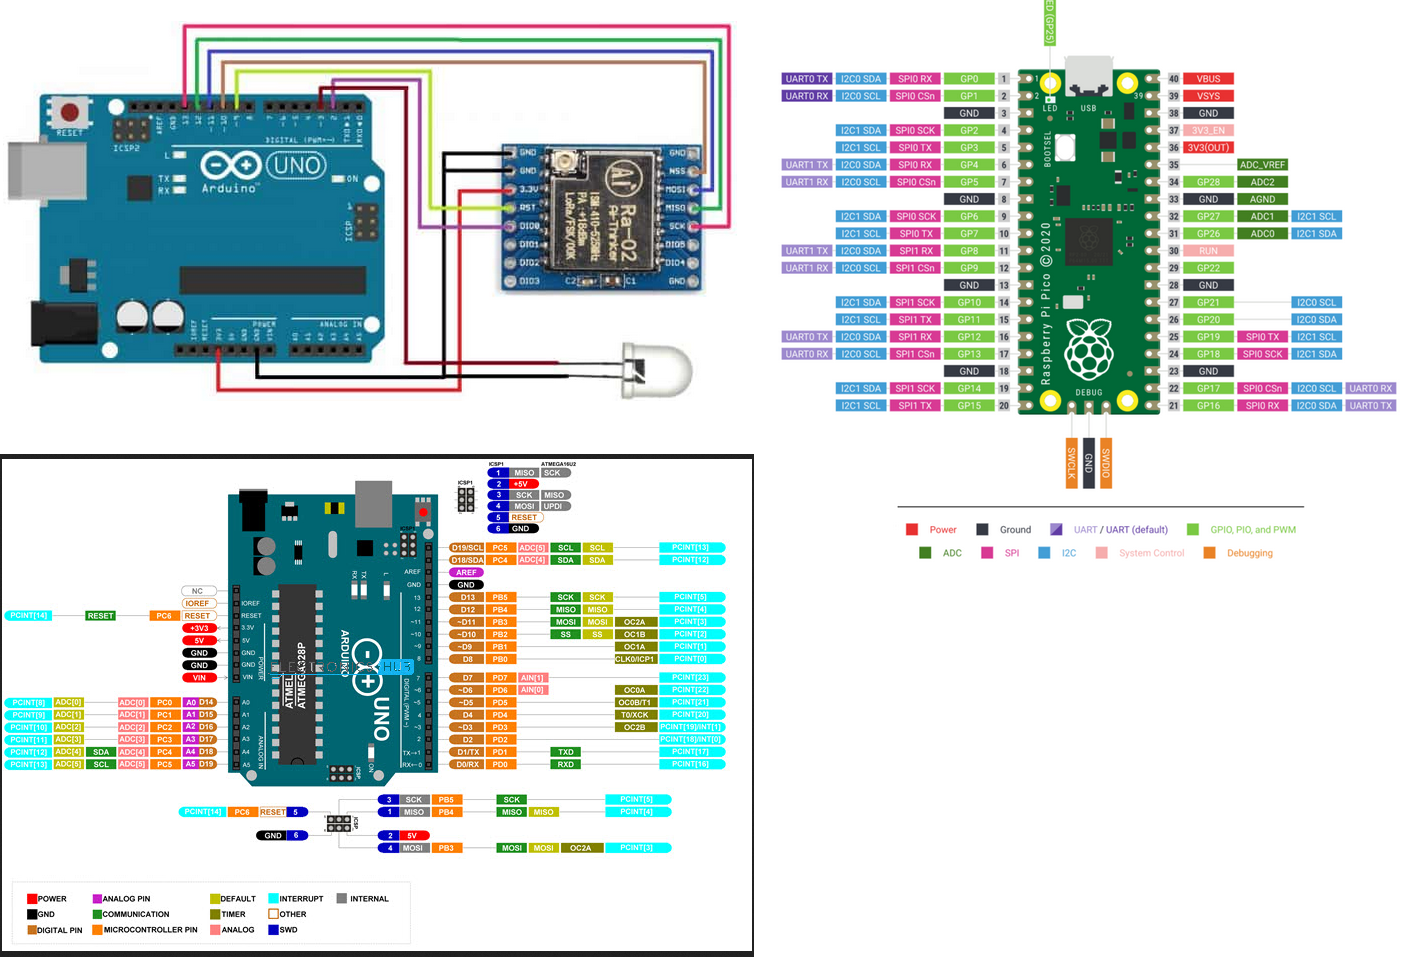 RESET
ICSP2
L
TX
RX
AREF
GND
13
12
~11
~10
~9
8
7
~6
~5
4
~3
2
TX0▸1
RX0◂0
DIGITAL (PWM~)
UNO
Arduino™
ON
ICSP
1
IOREF
RESET
3V3
5V
GND
GND
VIN
POWER
ANALOG IN
A0
A1
A2
A3
A4
A5
GND
GND
3.3V
RST
DIO0
DIO1
DIO2
DIO3
GND
NSS
MOSI
MISO
SCK
DIO5
DIO4
GND
Ai
Ra-02
Ai-Thinker
ISM:410-525MHz
PA:+18dBm
LoRa/FSK/OOK
C2
C1
ED (GP25)
UART0 TX I2C0 SDA SPI0 RX GP0 1 40 VBUS
UART0 RX I2C0 SCL SPI0 CSn GP1 2 39 VSYS
GND 3 38 GND
I2C1 SDA SPI0 SCK GP2 4 37 3V3_EN
I2C1 SCL SPI0 TX GP3 5 36 3V3(OUT)
UART1 TX I2C0 SDA SPI0 RX GP4 6 35 ADC_VREF
UART1 RX I2C0 SCL SPI0 CSn GP5 7 34 GP28 ADC2
GND 8 33 GND AGND
I2C1 SDA SPI0 SCK GP6 9 32 GP27 ADC1 I2C1 SCL
I2C1 SCL SPI0 TX GP7 10 31 GP26 ADC0 I2C1 SDA
UART1 TX I2C0 SDA SPI1 RX GP8 11 30 RUN
UART1 RX I2C0 SCL SPI1 CSn GP9 12 29 GP22
GND 13 28 GND
I2C1 SDA SPI1 SCK GP10 14 27 GP21 I2C0 SCL
I2C1 SCL SPI1 TX GP11 15 26 GP20 I2C0 SDA
UART0 TX I2C0 SDA SPI1 RX GP12 16 25 GP19 SPI0 TX I2C1 SCL
UART0 RX I2C0 SCL SPI1 CSn GP13 17 24 GP18 SPI0 SCK I2C1 SDA
GND 18 23 GND
I2C1 SDA SPI1 SCK GP14 19 22 GP17 SPI0 CSn I2C0 SCL UART0 RX
I2C1 SCL SPI1 TX GP15 20 21 GP16 SPI0 RX I2C0 SDA UART0 TX
1
2
39
LED
USB
BOOTSEL
Raspberry Pi Pico © 2020
DEBUG
SWCLK
GND
SWDIO
Power Ground UART / UART (default) GPIO, PIO, and PWM
ADC SPI I2C System Control Debugging
ICSP1 ATMEGA16U2
1 MISO SCK
2 +5V
3 SCK MISO
4 MOSI UPDI
5 RESET
6 GND
ICSP1
ICSP1
D19/SCL PC5 ADC[5] SCL SCL PCINT[13]
D18/SDA PC4 ADC[4] SDA SDA PCINT[12]
AREF AREF
GND GND
13 D13 PB5 SCK SCK PCINT[5]
12 D12 PB4 MISO MISO PCINT[4]
~11 ~D11 PB3 MOSI MOSI OC2A PCINT[3]
~10 ~D10 PB2 SS SS OC1B PCINT[2]
~9 ~D9 PB1 OC1A PCINT[1]
8 D8 PB0 CLK0/ICP1 PCINT[0]
7 D7 PD7 AIN[1] PCINT[23]
~6 ~D6 PD6 AIN[0] OC0A PCINT[22]
~5 ~D5 PD5 OC0B/T1 PCINT[21]
4 D4 PD4 T0/XCK PCINT[20]
~3 ~D3 PD3 OC2B PCINT[19]/INT[1]
2 D2 PD2 PCINT[18]/INT[0]
TX→1 D1/TX PD1 TXD PCINT[17]
RX←0 D0/RX PD0 RXD PCINT[16]
NC
IOREF IOREF
PCINT[14] RESET PC6 RESET RESET
+3V3 3.3V
5V 5V
GND GND
GND GND
VIN VIN
PCINT[8] ADC[0] ADC[0] PC0 A0 D14 A0
PCINT[9] ADC[1] ADC[1] PC1 A1 D15 A1
PCINT[10] ADC[2] ADC[2] PC2 A2 D16 A2
PCINT[11] ADC[3] ADC[3] PC3 A3 D17 A3
PCINT[12] ADC[4] SDA ADC[4] PC4 A4 D18 A4
PCINT[13] ADC[5] SCL ADC[5] PC5 A5 D19 A5
RX
TX
L
POWER
ANALOG IN
ATMEL
ATMEGA328P
ARDUINO
UNO
DIGITAL (PWM ~)
ON
ICSP
ELECTRONICS HUB
3 SCK PB5 SCK PCINT[5]
PCINT[14] PC6 RESET 5 1 MISO PB4 MISO MISO PCINT[4]
ICSP
GND 6 2 5V
4 MOSI PB3 MOSI MOSI OC2A PCINT[3]
POWER ANALOG PIN DEFAULT INTERRUPT INTERNAL
GND COMMUNICATION TIMER OTHER
DIGITAL PIN MICROCONTROLLER PIN ANALOG SWD